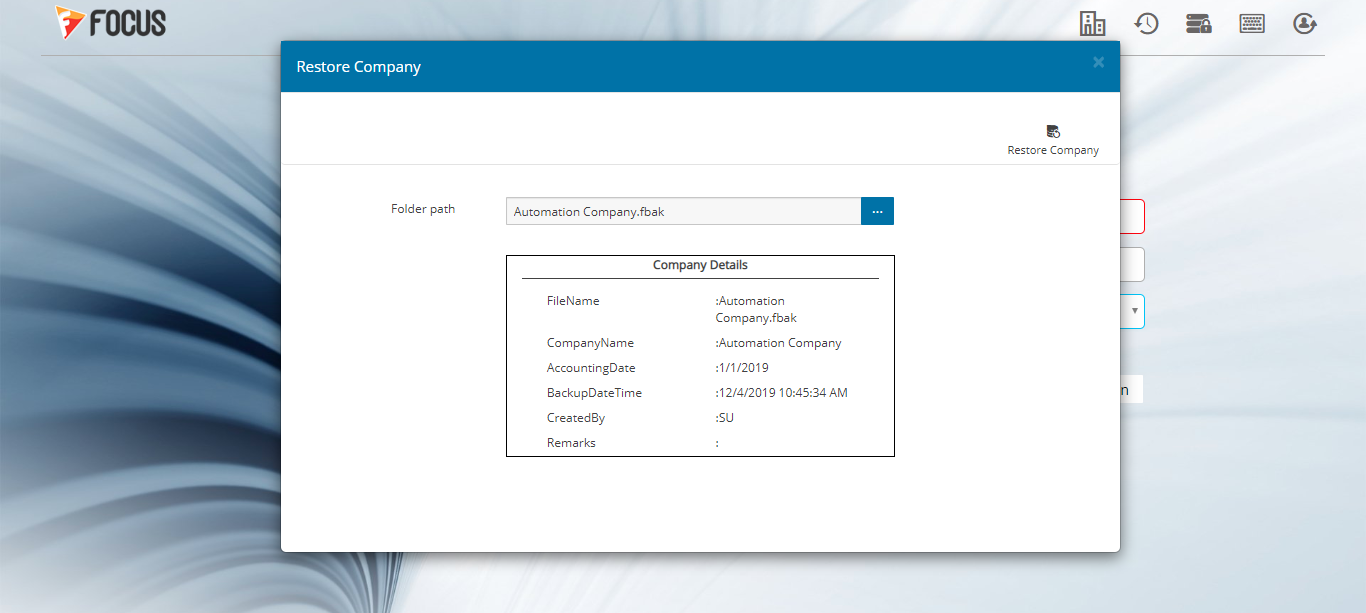 FOCUS
Restore Company
Restore Company
Folder path
Automation Company.fbak
...
Company Details
FileName :Automation
Company.fbak
CompanyName :Automation Company
AccountingDate :1/1/2019
BackupDateTime :12/4/2019 10:45:34 AM
CreatedBy :SU
Remarks :
n